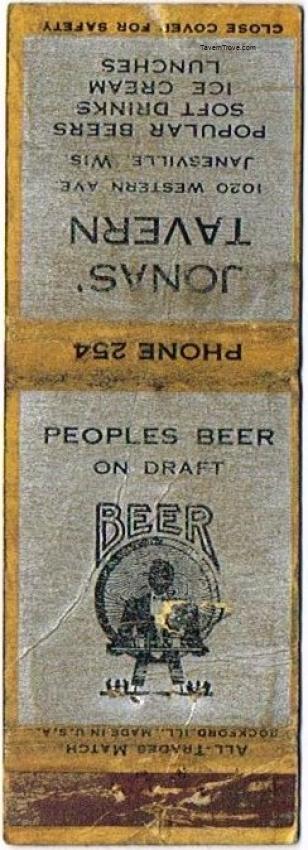 TavernTrove.com
CLOSE COVER FOR SAFETY
JONAS'
TAVERN
1020 WESTERN AVE
JANESVILLE, WIS.
POPULAR BEERS
SOFT DRINKS
ICE CREAM
LUNCHES
PHONE 254
PEOPLES BEER
ON DRAFT
BEER
ALL-TRADES MATCH
ROCKFORD, ILL., MADE IN U.S.A.